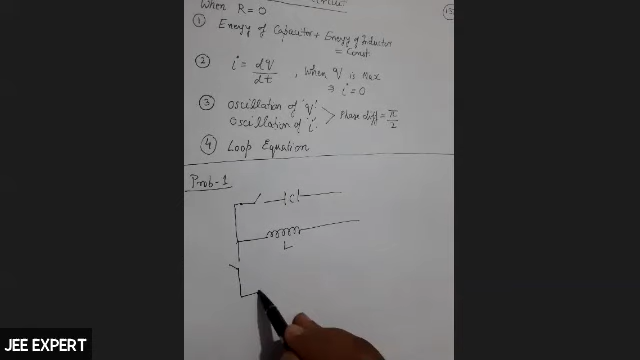 When R=0
① Energy of Capacitor + Energy of Inductor
= Const
② i = dq/dt , When q is Max
⇒ i=0
③ Oscillation of 'q'
Oscillation of 'i'
Phase diff = π/2
④ Loop Equation
Prob-1
C
L
JEE EXPERT